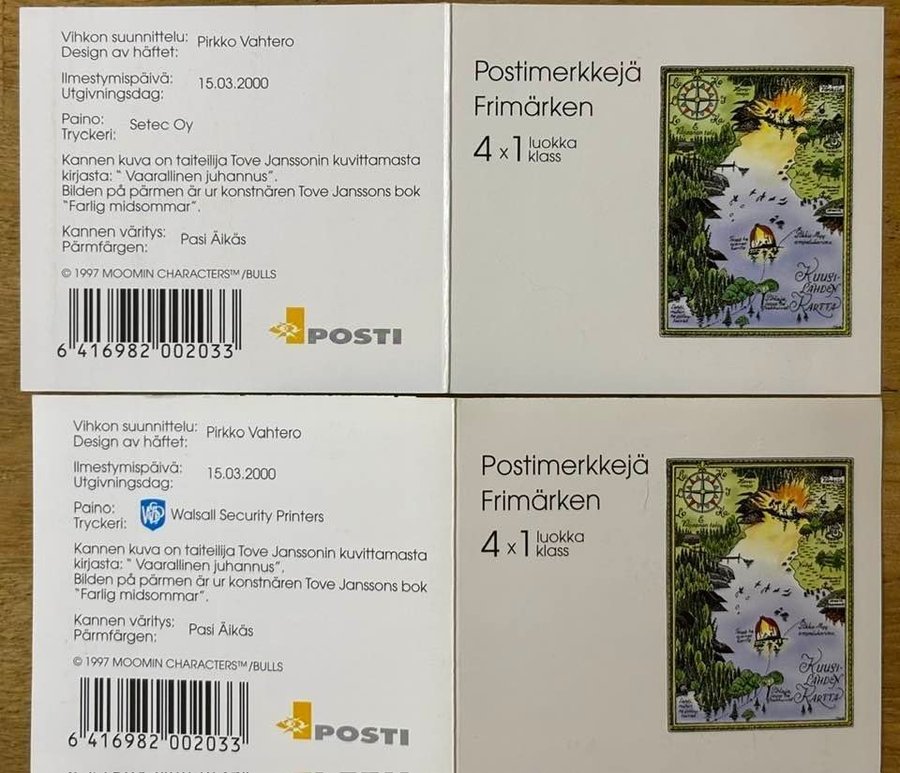 Vihkon suunnittelu: Pirkko Vahtero
Design av häftet:
Ilmestymispäivä: 15.03.2000
Utgivningsdag:
Paino: Setec Oy
Tryckeri:
Kannen kuva on taiteilija Tove Janssonin kuvittamasta
kirjasta: “ Vaarallinen juhannus”.
Bilden på pärmen är ur konstnären Tove Janssons bok
“Farlig midsommar”.
Kannen väritys: Pasi Äikäs
Pärmfärgen:
© 1997 MOOMIN CHARACTERS™/BULLS
6 416982 002033
POSTI
Postimerkkejä
Frimärken
4 x 1 luokka
klass
KUUSI-
LAHDEN
KARTTA
Vihkon suunnittelu: Pirkko Vahtero
Design av häftet:
Ilmestymispäivä: 15.03.2000
Utgivningsdag:
Paino: Walsall Security Printers
Tryckeri:
Kannen kuva on taiteilija Tove Janssonin kuvittamasta
kirjasta: “ Vaarallinen juhannus”.
Bilden på pärmen är ur konstnären Tove Janssons bok
“Farlig midsommar”.
Kannen väritys: Pasi Äikäs
Pärmfärgen:
© 1997 MOOMIN CHARACTERS™/BULLS
6 416982 002033
POSTI
Postimerkkejä
Frimärken
4 x 1 luokka
klass
KUUSI-
LAHDEN
KARTTA